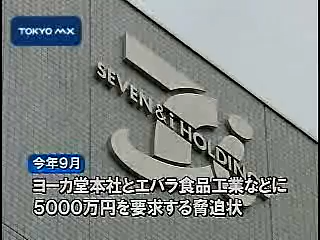 TOKYO MX
SEVEN & i HOLDIN
今年9月
ヨーカ堂本社とエバラ食品工業などに
5000万円を要求する脅迫状